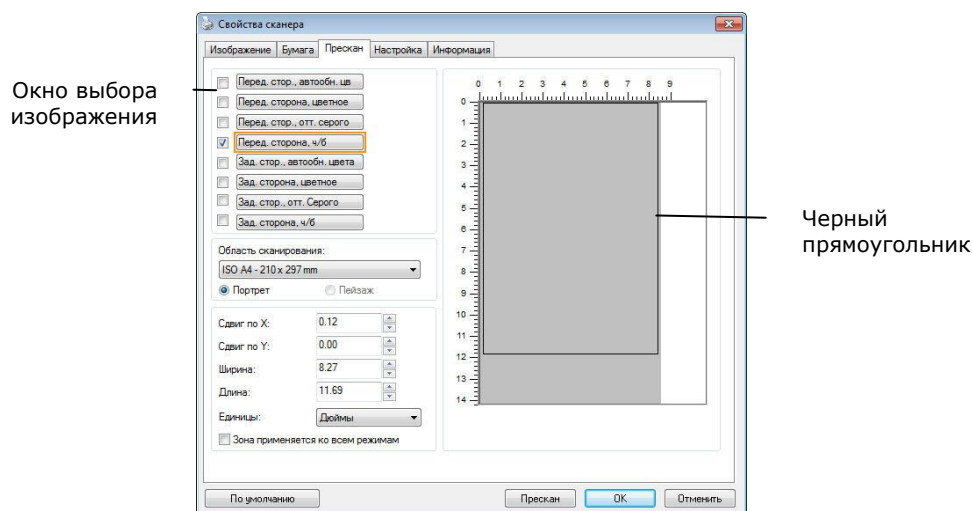 Свойства сканера
Изображение Бумага Прескан Настройка Информация
Окно выбора
изображения
Перед. стор., автообн. цв
Перед. сторона, цветное
Перед. стор., отт. серого
Перед. сторона, ч/б
Зад. стор., автообн. цвета
Зад. сторона, цветное
Зад. стор., отт. Серого
Зад. сторона, ч/б
Область сканирования:
ISO A4 - 210 x 297 mm
Портрет Пейзаж
Сдвиг по X: 0.12
Сдвиг по Y: 0.00
Ширина: 8.27
Длина: 11.69
Единицы: Дюймы
Зона применяется ко всем режимам
0 1 2 3 4 5 6 7 8 9
0
1
2
3
4
5
6
7
8
9
10
11
12
13
14
Черный
прямоугольник
По умолчанию Прескан OK Отменить